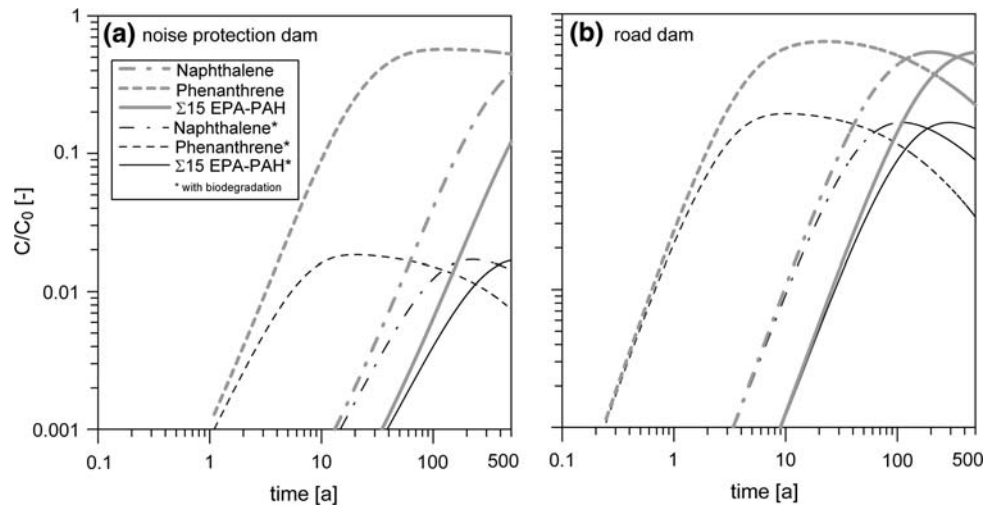 (a) noise protection dam
Naphthalene
Phenanthrene
Σ15 EPA-PAH
Naphthalene*
Phenanthrene*
Σ15 EPA-PAH*
* with biodegradation
C/C0 [-]
1
0.1
0.01
0.001
0.1 1 10 100 500
time [a]
(b) road dam
0.1 1 10 100 500
time [a]